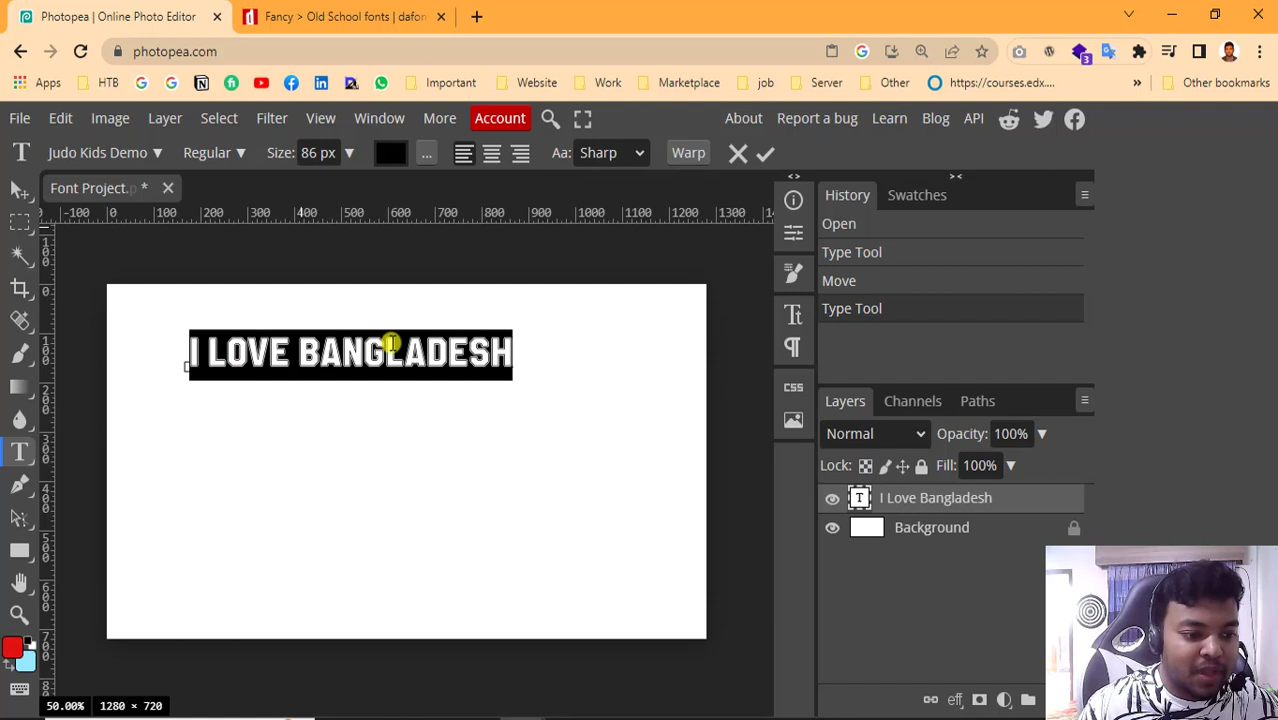 Photopea | Online Photo Editor
Fancy > Old School fonts | dafon
photopea.com
Apps
HTB
Important
Website
Work
Marketplace
job
Server
Other
https://courses.edx....
Other bookmarks
3
File Edit Image Layer Select Filter View Window More Account
About Report a bug Learn Blog API
T Judo Kids Demo Regular Size: 86 px ... Aa: Sharp Warp
Font Project.p *
-100 0 100 200 300 400 500 600 700 800 900 1000 1100 1200 1300 14
I LOVE BANGLADESH
History Swatches
Open
Type Tool
Move
Type Tool
CSS
Layers Channels Paths
Normal Opacity: 100%
Lock: Fill: 100%
T I Love Bangladesh
Background
eff
50.00% 1280 × 720